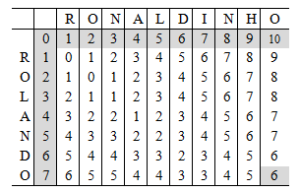 R O N A L D I N H O
0 1 2 3 4 5 6 7 8 9 10
R 1 0 1 2 3 4 5 6 7 8 9
O 2 1 0 1 2 3 4 5 6 7 8
L 3 2 1 1 2 2 3 4 5 6 7 8
A 4 3 2 2 1 2 3 4 5 6 7
N 5 4 3 3 2 2 3 4 5 6 7
D 6 5 4 4 3 3 2 3 4 5 6
O 7 6 5 5 4 4 3 3 4 5 6